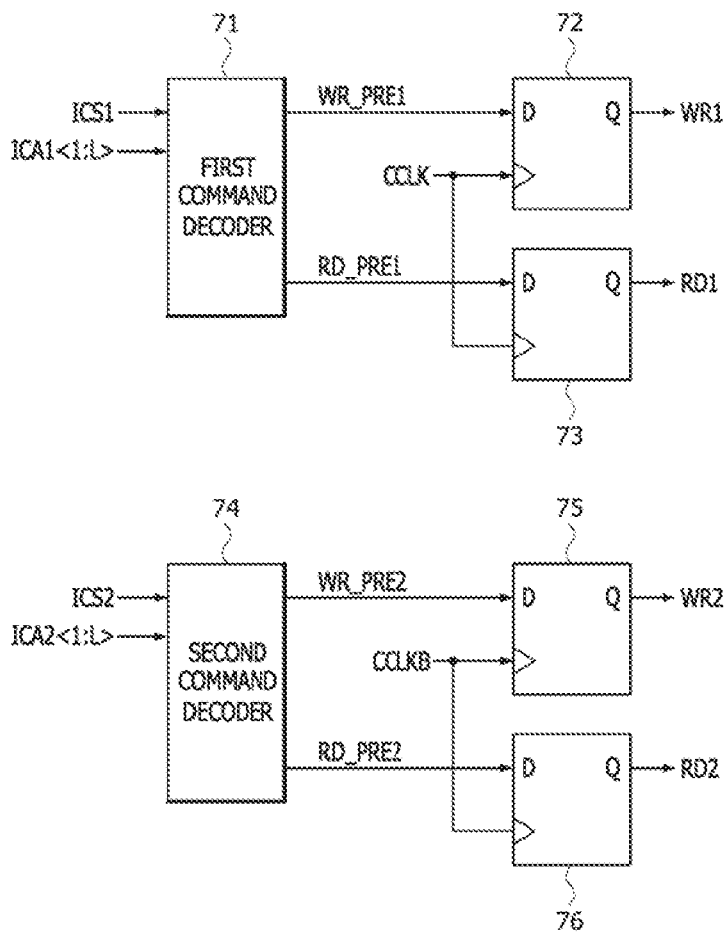 71
72
ICS1
ICA1<1:L>
FIRST
COMMAND
DECODER
WR_PRE1
RD_PRE1
CCLK
D
Q
WR1
D
Q
RD1
73
74
75
ICS2
ICA2<1:L>
SECOND
COMMAND
DECODER
WR_PRE2
RD_PRE2
CCLKB
D
Q
WR2
D
Q
RD2
76